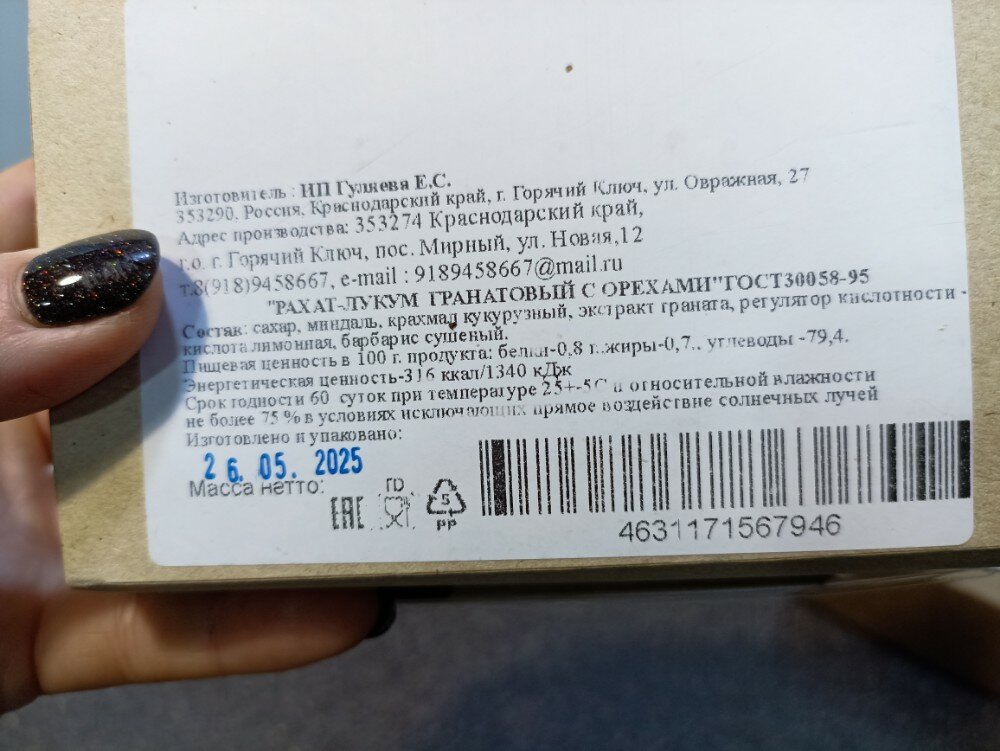 Изготовитель : ИП Гуляева Е.С.
353290, Россия, Краснодарский край, г. Горячий Ключ, ул. Овражная, 27
Адрес производства: 353274 Краснодарский край,
г.о. г. Горячий Ключ, пос. Мирный, ул. Новая,12
т.8(918)9458667, e-mail : 9189458667@mail.ru
"РАХАТ-ЛУКУМ ГРАНАТОВЫЙ С ОРЕХАМИ"ГОСТ30058-95
Состав: сахар, миндаль, крахмал кукурузный, экстракт граната, регулятор кислотности -
кислота лимонная, барбарис сушеный.
Пищевая ценность в 100 г. продукта: белки-0,8 г.жиры-0,7., углеводы -79,4.
Энергетическая ценность-316 ккал/1340 кДж
Срок годности 60 суток при температуре 25+-5С и относительной влажности
не более 75 % в условиях исключающих прямое воздействие солнечных лучей
Изготовлено и упаковано:
26.05.2025
Масса нетто:
EAC
5
PP
4631171567946